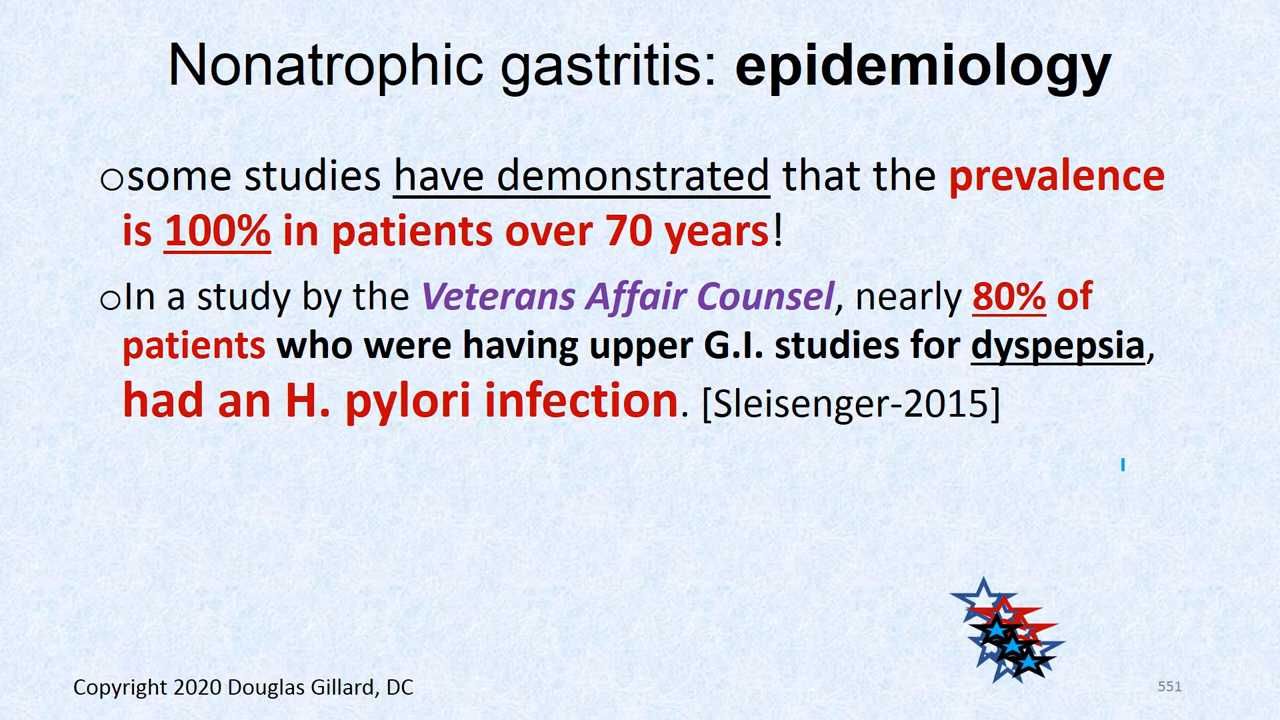 Nonatrophic gastritis: epidemiology
osome studies have demonstrated that the prevalence
is 100% in patients over 70 years!
oIn a study by the Veterans Affair Counsel, nearly 80% of
patients who were having upper G.I. studies for dyspepsia,
had an H. pylori infection. [Sleisenger-2015]
Copyright 2020 Douglas Gillard, DC
551